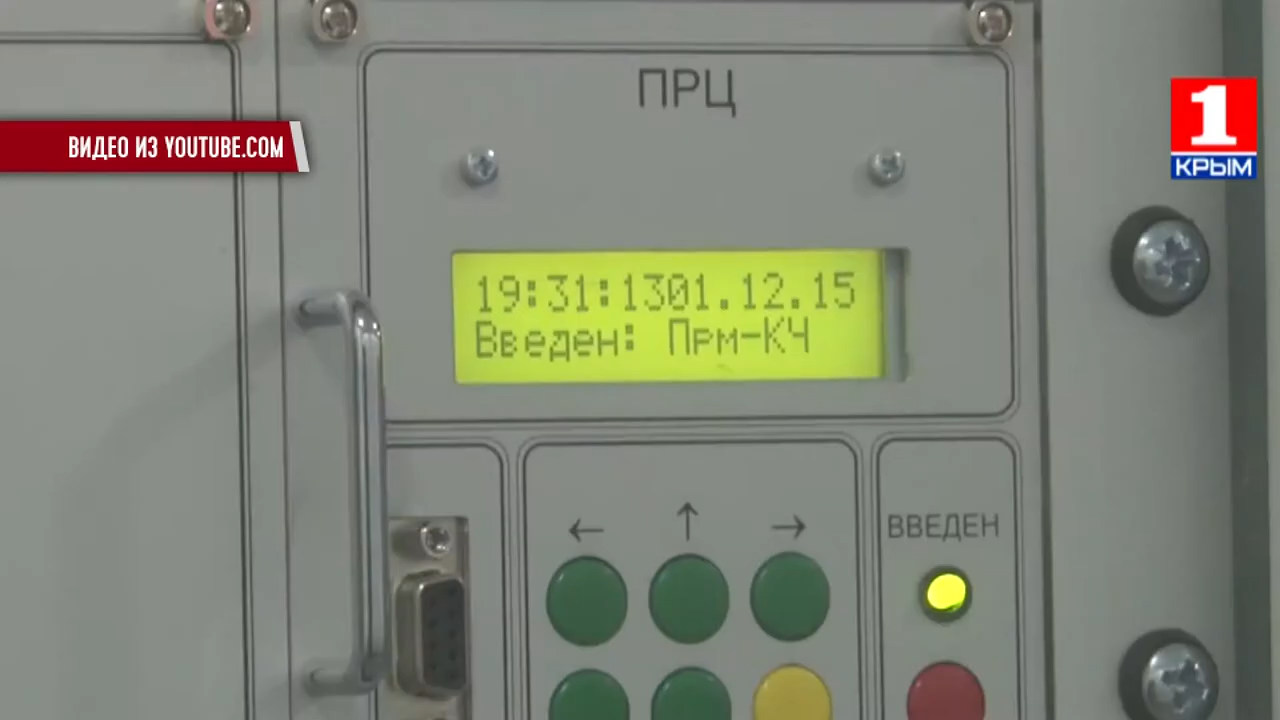 ПРЦ
1
КРЫМ
ВИДЕО ИЗ YOUTUBE.COM
19:31:1301.12.15
Введен: Прм-КЧ
← ↑ →
ВВЕДЕН